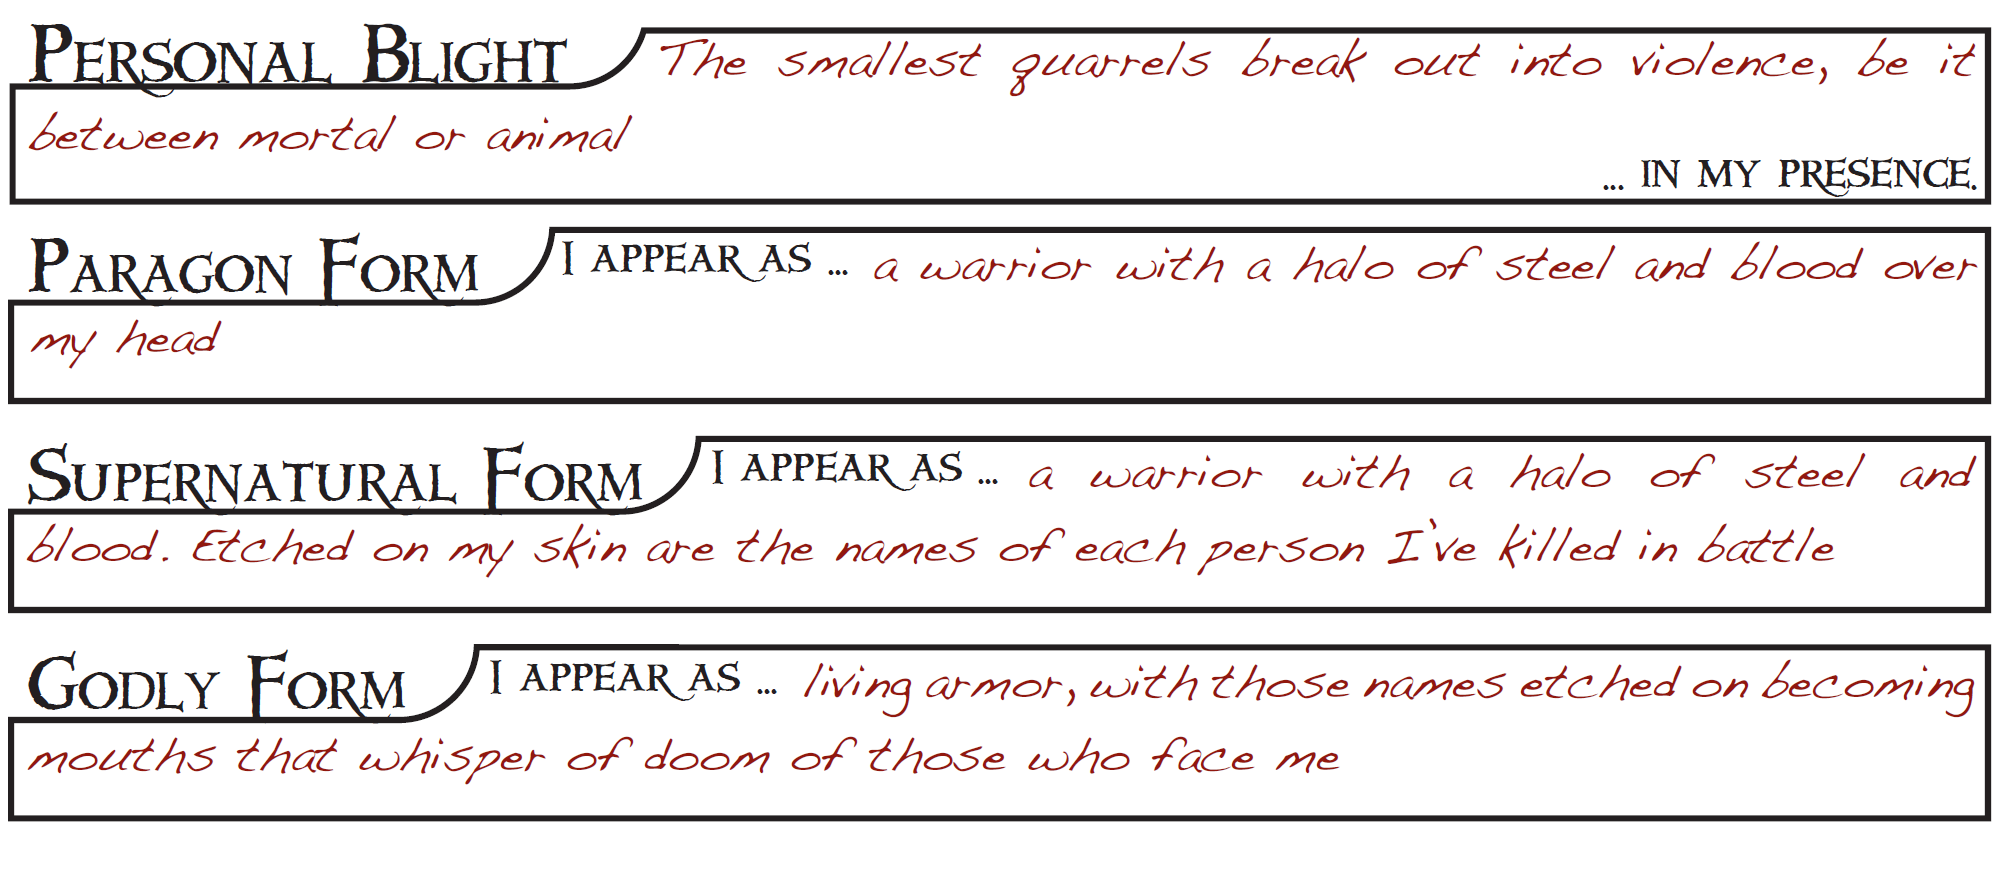 Personal Blight The smallest quarrels break out into violence, be it
between mortal or animal
... in my presence.
Paragon Form I appear as ... a warrior with a halo of steel and blood over
my head
Supernatural Form I appear as ... a warrior with a halo of steel and
blood. Etched on my skin are the names of each person I've killed in battle
Godly Form I appear as ... living armor, with those names etched on becoming
mouths that whisper of doom of those who face me